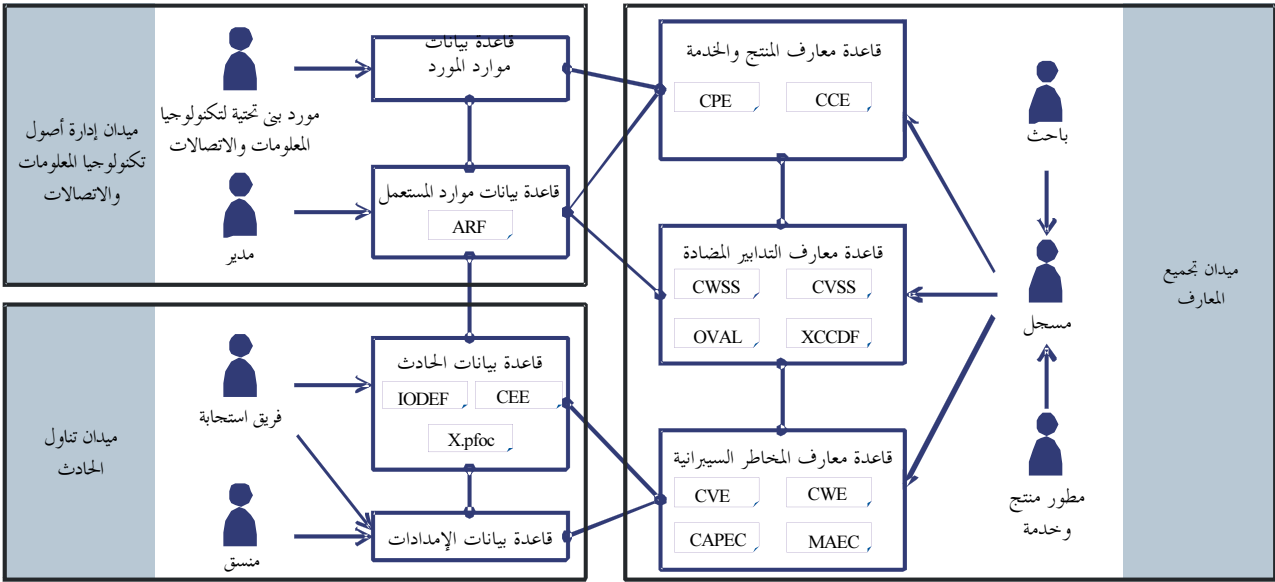 ميدان تجميع
المعارف
باحث
مسجل
مطور منتج
وخدمة
قاعدة معارف المنتج والخدمة
CPE
CCE
قاعدة معارف التدابير المضادة
CWSS
CVSS
OVAL
XCCDF
قاعدة معارف المخاطر السيبرانية
CVE
CWE
CAPEC
MAEC
ميدان إدارة أصول
تكنولوجيا المعلومات
والاتصالات
مورد بنى تحتية لتكنولوجيا
المعلومات والاتصالات
مدير
قاعدة بيانات
موارد المورد
قاعدة بيانات موارد المستعمل
ARF
ميدان تناول
الحادث
فريق استجابة
منسق
قاعدة بيانات الحادث
IODEF
CEE
X.pfoc
قاعدة بيانات الإمدادات